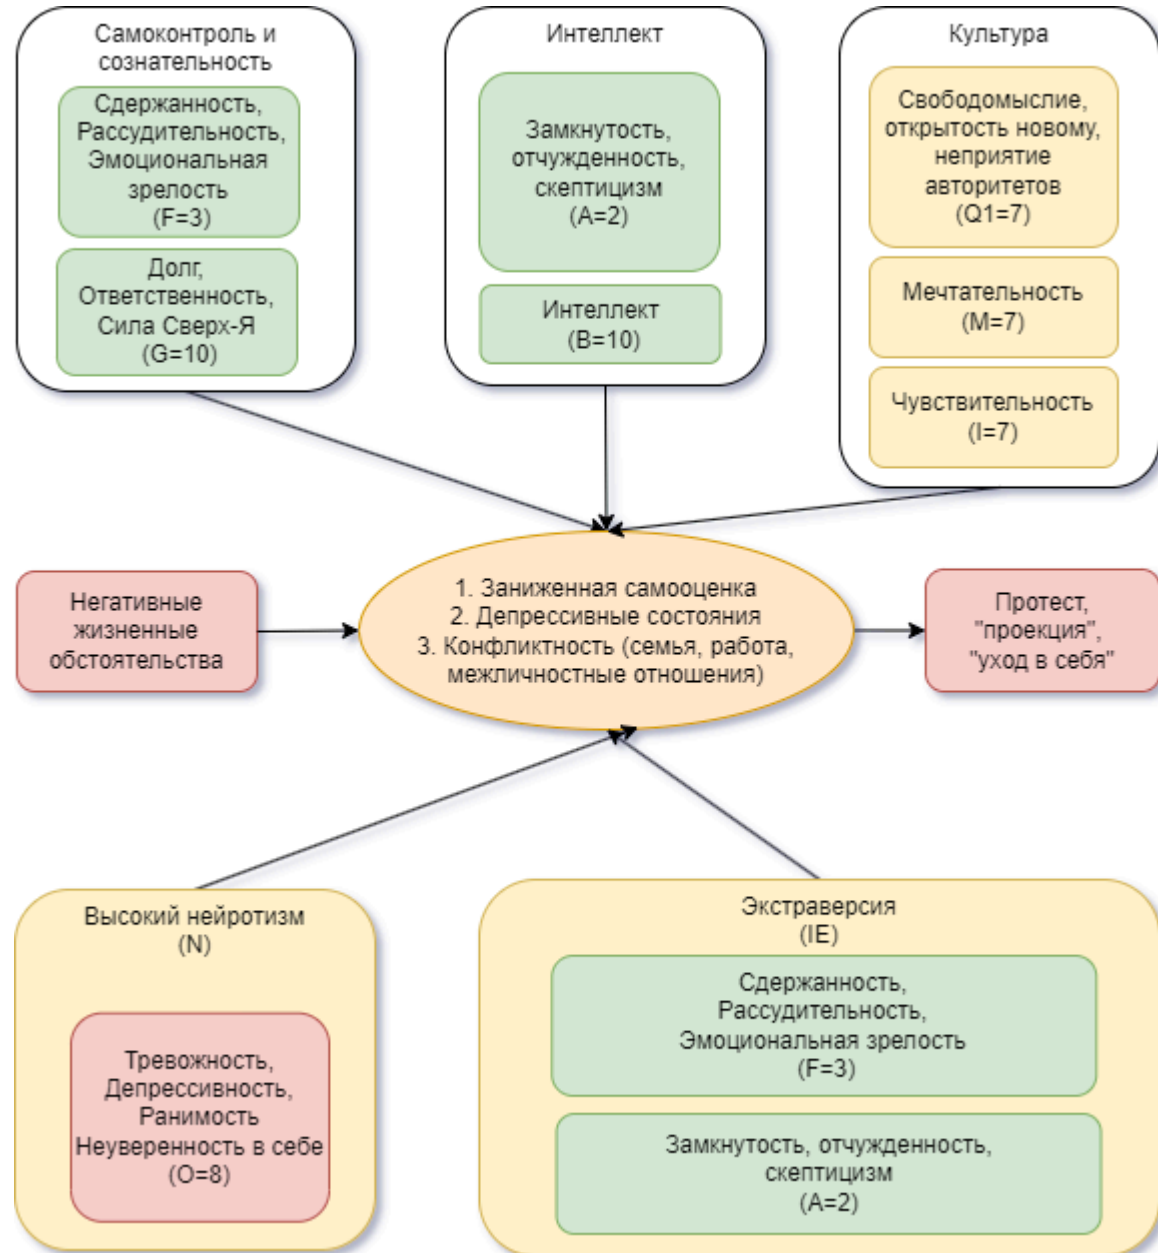 Самоконтроль и
сознательность
Сдержанность,
Рассудительность,
Эмоциональная
зрелость
(F=3)
Долг,
Ответственность,
Сила Сверх-Я
(G=10)
Интеллект
Замкнутость,
отчужденность,
скептицизм
(A=2)
Интеллект
(B=10)
Культура
Свободомыслие,
открытость новому,
неприятие
авторитетов
(Q1=7)
Мечтательность
(M=7)
Чувствительность
(I=7)
Негативные
жизненные
обстоятельства
1. Заниженная самооценка
2. Депрессивные состояния
3. Конфликтность (семья, работа,
межличностные отношения)
Протест,
"проекция",
"уход в себя"
Высокий нейротизм
(N)
Тревожность,
Депрессивность,
Ранимость
Неуверенность в себе
(O=8)
Экстраверсия
(IE)
Сдержанность,
Рассудительность,
Эмоциональная зрелость
(F=3)
Замкнутость, отчужденность,
скептицизм
(A=2)